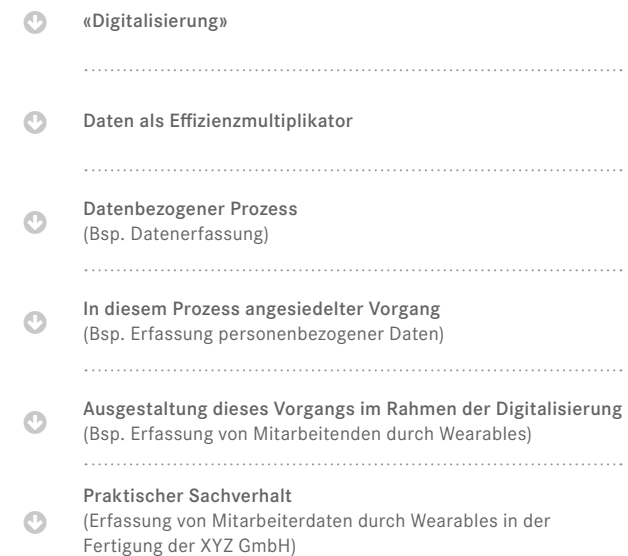 «Digitalisierung»
Daten als Effizienzmultiplikator
Datenbezogener Prozess
(Bsp. Datenerfassung)
In diesem Prozess angesiedelter Vorgang
(Bsp. Erfassung personenbezogener Daten)
Ausgestaltung dieses Vorgangs im Rahmen der Digitalisierung
(Bsp. Erfassung von Mitarbeitenden durch Wearables)
Praktischer Sachverhalt
(Erfassung von Mitarbeiterdaten durch Wearables in der
Fertigung der XYZ GmbH)